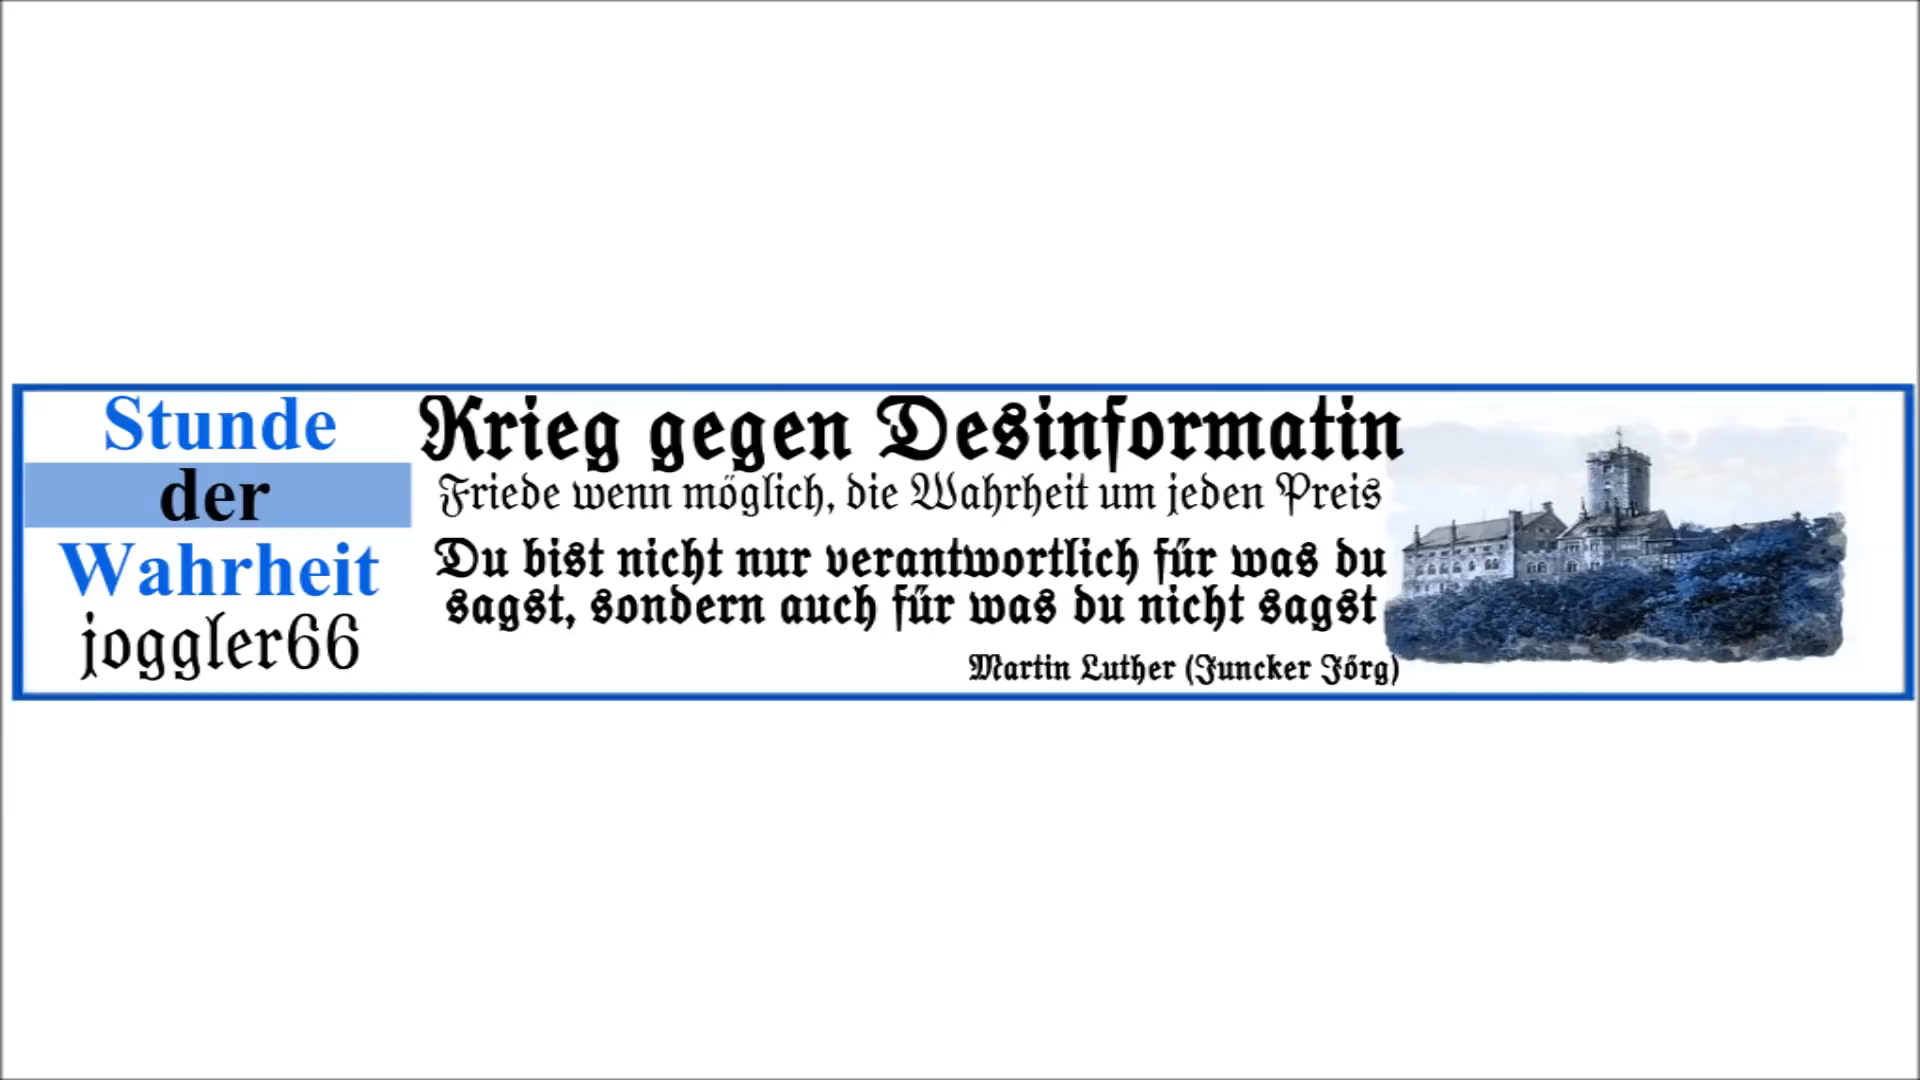 Stunde
der
Wahrheit
joggler66
Krieg gegen Desinformatin
Friede wenn möglich, die Wahrheit um jeden Preis
Du bist nicht nur verantwortlich für was du
sagst, sondern auch für was du nicht sagst
Martin Luther (Juncker Jörg)